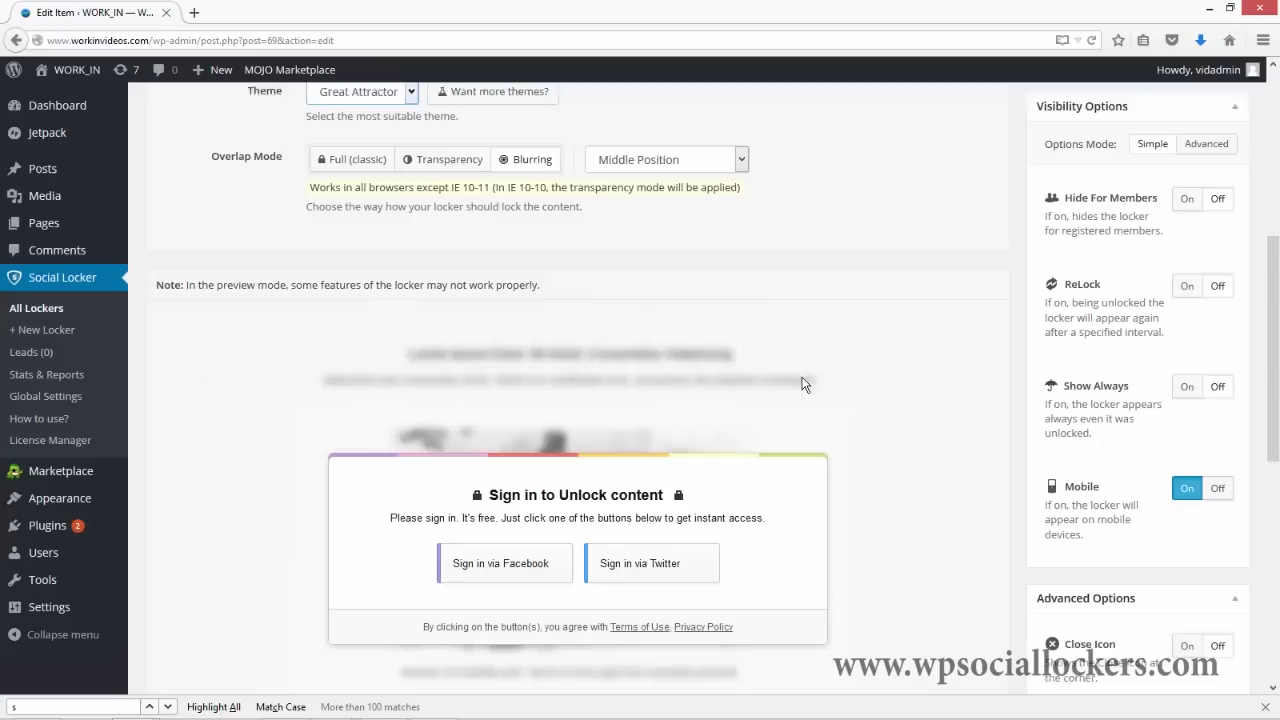 Edit Item ‹ WORK_IN — W...
www.workinvideos.com/wp-admin/post.php?post=69&action=edit
WORK_IN 7 0 New MOJO Marketplace Howdy, vidadmin
Dashboard
Jetpack
Posts
Media
Pages
Comments
Social Locker
All Lockers
+ New Locker
Leads (0)
Stats & Reports
Global Settings
How to use?
License Manager
Marketplace
Appearance
Plugins 2
Users
Tools
Settings
Collapse menu
Theme Great Attractor Want more themes?
Select the most suitable theme.
Overlap Mode Full (classic) Transparency Blurring Middle Position
Works in all browsers except IE 10-11 (In IE 10-10, the transparency mode will be applied)
Choose the way how your locker should lock the content.
Note: In the preview mode, some features of the locker may not work properly.
Sign in to Unlock content
Please sign in. It's free. Just click one of the buttons below to get instant access.
Sign in via Facebook Sign in via Twitter
By clicking on the button(s), you agree with Terms of Use, Privacy Policy
Visibility Options
Options Mode: Simple Advanced
Hide For Members On Off
If on, hides the locker
for registered members.
ReLock On Off
If on, being unlocked the
locker will appear again
after a specified interval.
Show Always On Off
If on, the locker appears
always even it was
unlocked.
Mobile On Off
If on, the locker will
appear on mobile
devices.
Advanced Options
Close Icon On Off
Shows the Close Icon at
the corner.
www.wpsociallockers.com
s Highlight All Match Case More than 100 matches